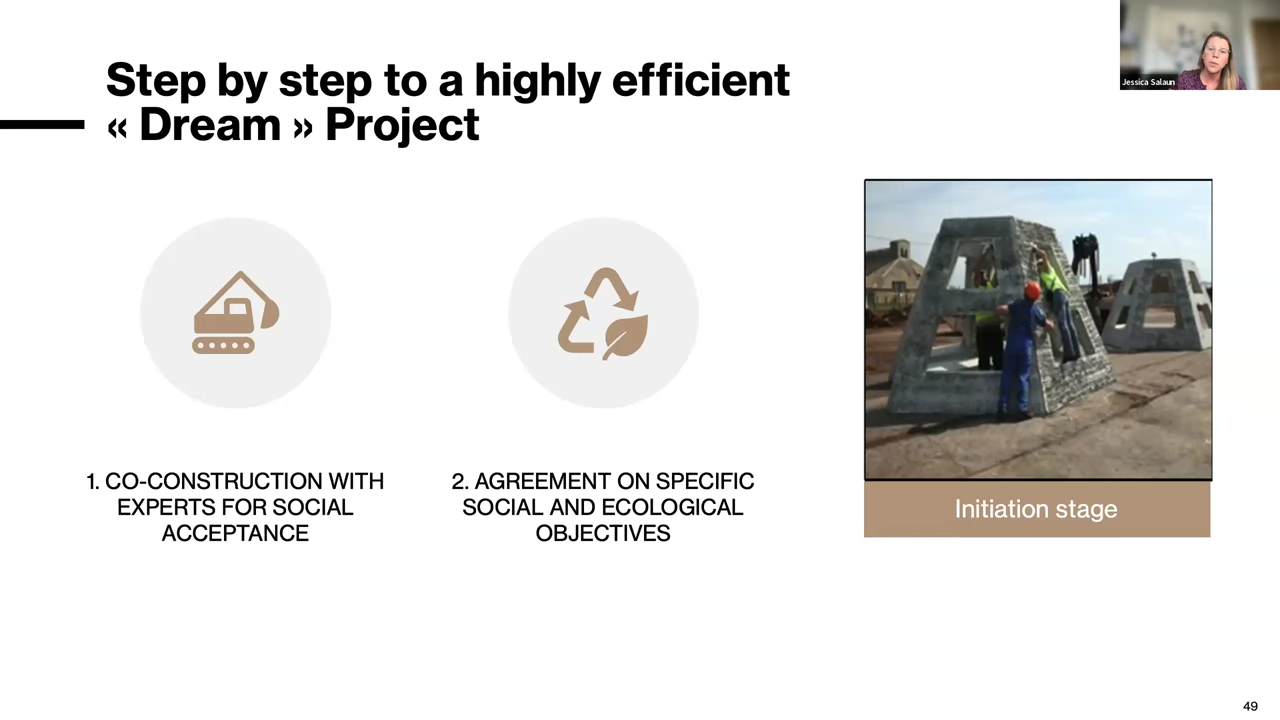 Step by step to a highly efficient
« Dream » Project
Jessica Salaun
1. CO-CONSTRUCTION WITH
EXPERTS FOR SOCIAL
ACCEPTANCE
2. AGREEMENT ON SPECIFIC
SOCIAL AND ECOLOGICAL
OBJECTIVES
Initiation stage
49